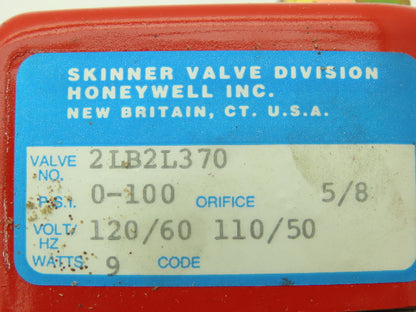 SKINNER VALVE DIVISION
HONEYWELL INC.
NEW BRITAIN, CT. U.S.A.
VALVE NO. 2LB2L370
P.S.I. 0-100 ORIFICE 5/8
VOLT/HZ 120/60 110/50
WATTS 9 CODE